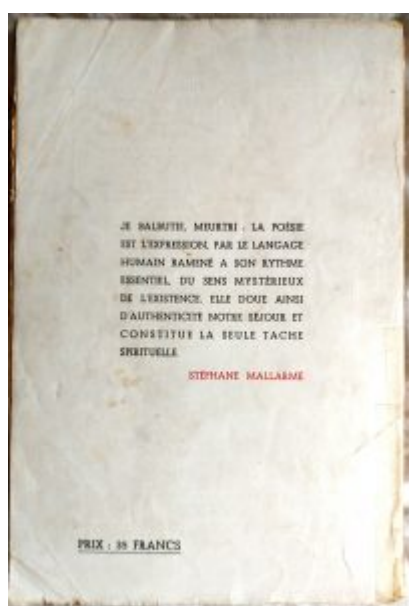 JE BALBUTIE, MEURTRI : LA POÉSIE
EST L'EXPRESSION, PAR LE LANGAGE
HUMAIN RAMENÉ A SON RYTHME
ESSENTIEL, DU SENS MYSTÉRIEUX
DE L'EXISTENCE. ELLE DOUE AINSI
D'AUTHENTICITÉ NOTRE SÉJOUR ET
CONSTITUE LA SEULE TACHE
SPIRITUELLE.
STÉPHANE MALLARMÉ
PRIX : 35 FRANCS